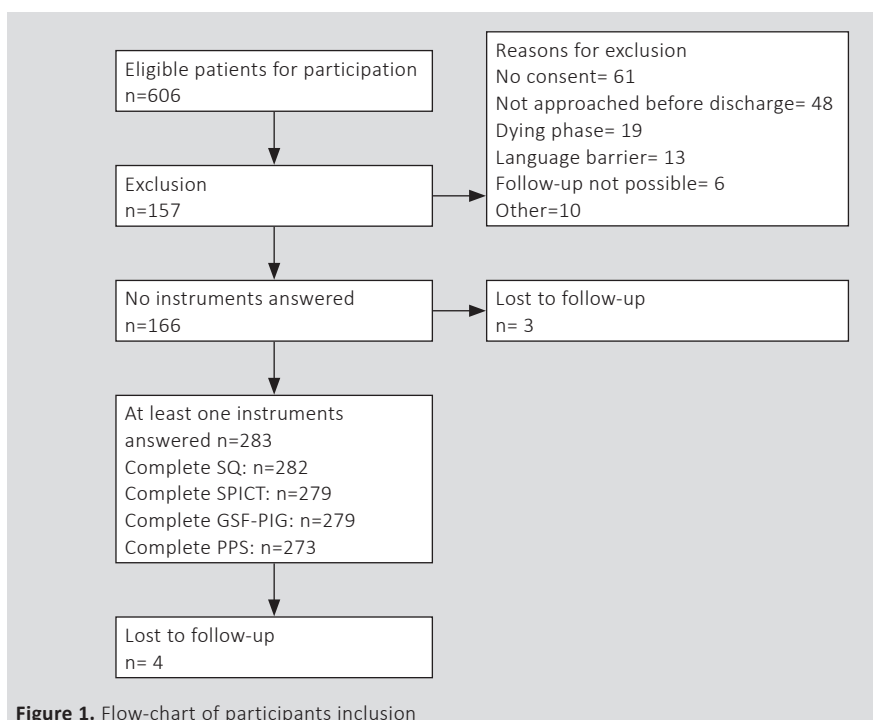 Eligible patients for participation
n=606
Reasons for exclusion
No consent= 61
Not approached before discharge= 48
Dying phase= 19
Language barrier= 13
Follow-up not possible= 6
Other=10
Exclusion
n=157
No instruments answered
n=166
Lost to follow-up
n= 3
At least one instruments
answered n=283
Complete SQ: n=282
Complete SPICT: n=279
Complete GSF-PIG: n=279
Complete PPS: n=273
Lost to follow-up
n= 4
Figure 1. Flow-chart of participants inclusion